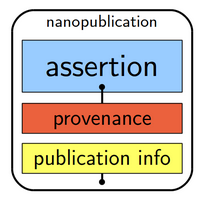 nanopublication
assertion
provenance
publication info